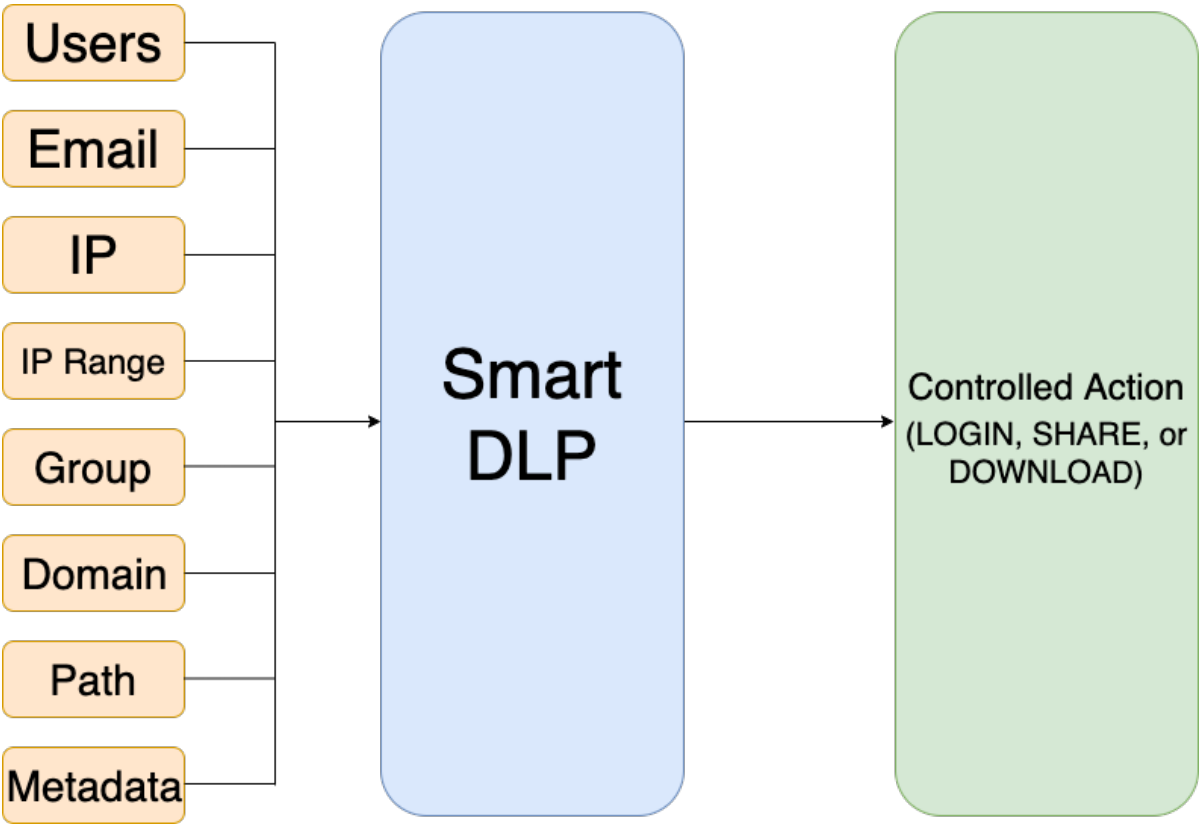 Users
Email
IP
IP Range
Group
Domain
Path
Metadata
Smart
DLP
Controlled Action
(LOGIN, SHARE, or
DOWNLOAD)